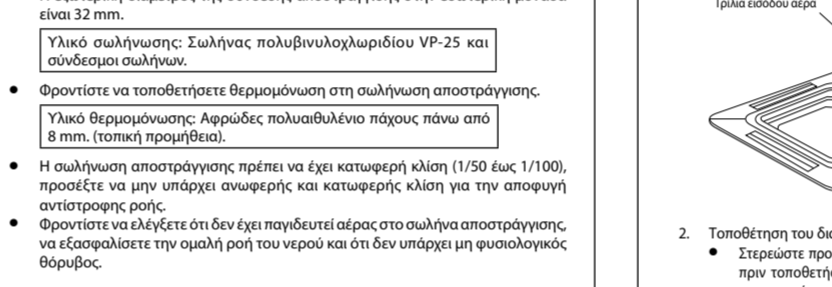 είναι 32 mm.
Υλικό σωλήνωσης: Σωλήνας πολυβινυλοχλωριδίου VP-25 και
σύνδεσμοι σωλήνων.
● Φροντίστε να τοποθετήσετε θερμομόνωση στη σωλήνωση αποστράγγισης.
Υλικό θερμομόνωσης: Αφρώδες πολυαιθυλένιο πάχους πάνω από
8 mm. (τοπική προμήθεια).
● Η σωλήνωση αποστράγγισης πρέπει να έχει κατωφερή κλίση (1/50 έως 1/100),
προσέξτε να μην υπάρχει ανωφερής και κατωφερής κλίση για την αποφυγή
αντίστροφης ροής.
● Φροντίστε να ελέγξετε ότι δεν έχει παγιδευτεί αέρας στο σωλήνα αποστράγγισης,
να εξασφαλίσετε την ομαλή ροή του νερού και ότι δεν υπάρχει μη φυσιολογικός
θόρυβος.
Γρίλια εισόδου αέρα
2. Τοποθέτηση του
● Στερεώστε
πριν